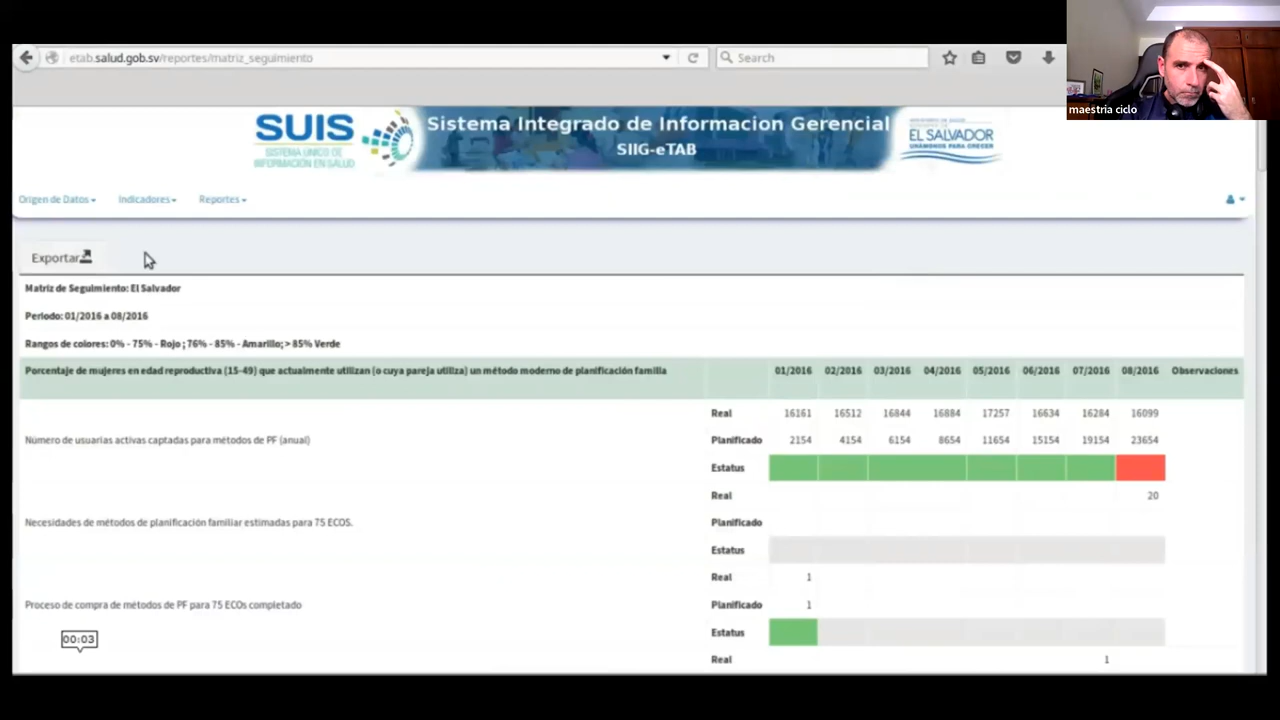 etab.salud.gob.sv/reportes/matriz_seguimiento
Search
maestria ciclo
SUIS
SISTEMA ÚNICO DE
INFORMACIÓN EN SALUD
Sistema Integrado de Informacion Gerencial
SIIG-eTAB
MINISTERIO DE SALUD
EL SALVADOR
UNÁMONOS PARA CRECER
Origen de Datos
Indicadores
Reportes
Exportar
Matriz de Seguimiento: El Salvador
Periodo: 01/2016 a 08/2016
Rangos de colores: 0% - 75% - Rojo ; 76% - 85% - Amarillo; > 85% Verde
Porcentaje de mujeres en edad reproductiva (15-49) que actualmente utilizan (o cuya pareja utiliza) un método moderno de planificación familia 01/2016 02/2016 03/2016 04/2016 05/2016 06/2016 07/2016 08/2016 Observaciones
Real 16161 16512 16844 16884 17257 16634 16284 16099
Número de usuarias activas captadas para métodos de PF (anual) Planificado 2154 4154 6154 8654 11654 15154 19154 23654
Estatus
Real 20
Necesidades de métodos de planificación familiar estimadas para 75 ECOS. Planificado
Estatus
Real 1
Proceso de compra de métodos de PF para 75 ECOs completado Planificado 1
Estatus
00:03
Real 1